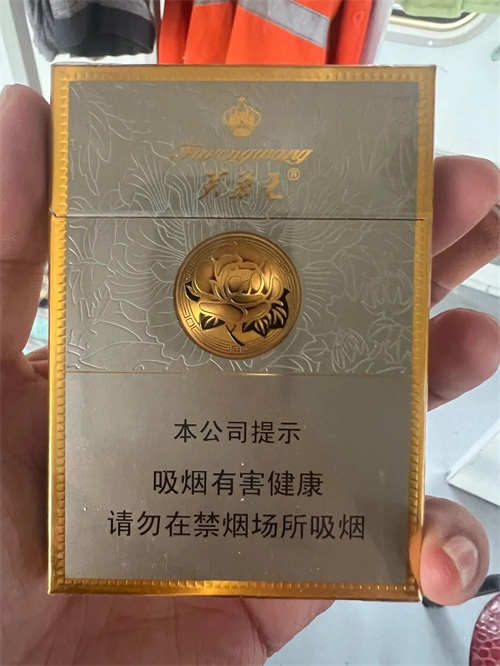 Furongwang
芙蓉王®
本公司提示
吸烟有害健康
请勿在禁烟场所吸烟